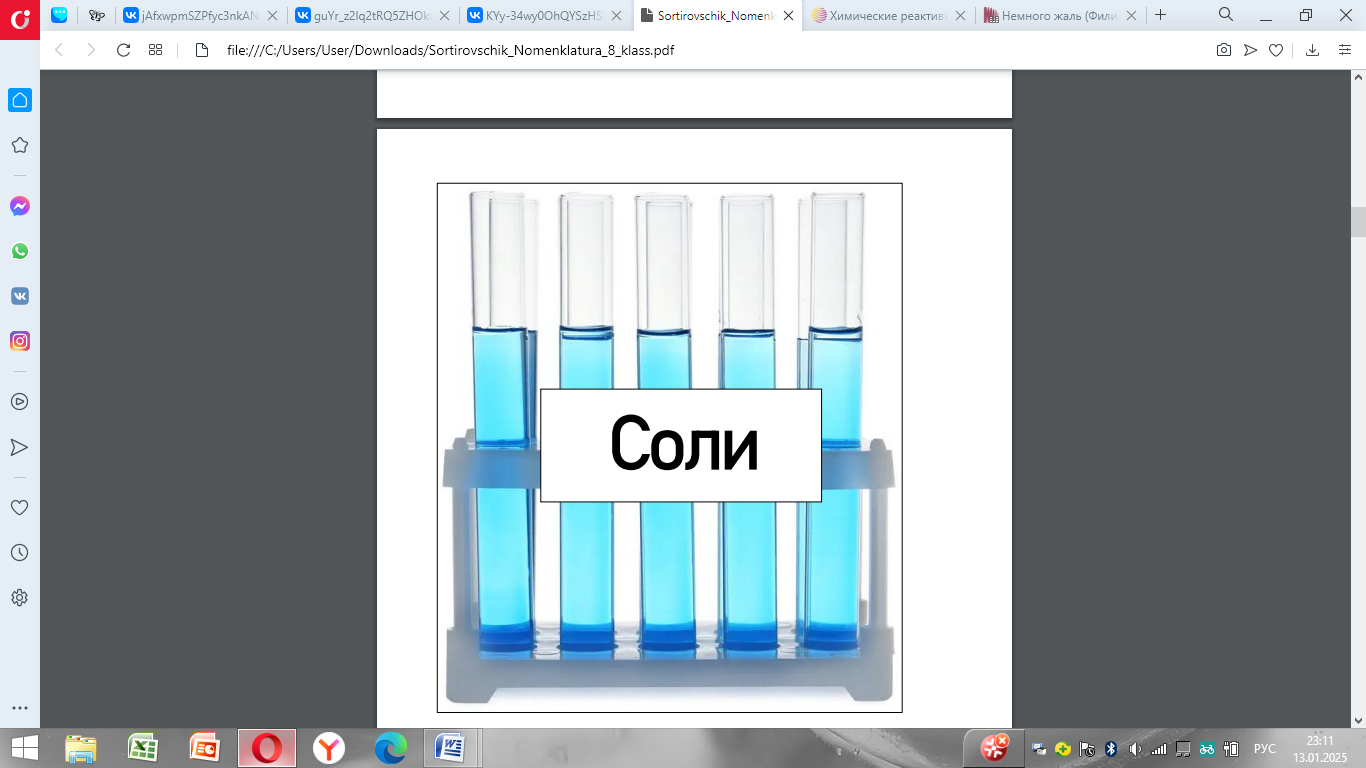 jAfxwpmSZPfyc3nkAN
guYr_z2lq2tRQ5ZHOk
KYy-34wy0OhQYSzHS
Sortirovschik_Nomenk
Химические реактив
Немного жаль (Фили
file:///C:/Users/User/Downloads/Sortirovschik_Nomenklatura_8_klass.pdf
Соли
РУС
23:11
13.01.2025